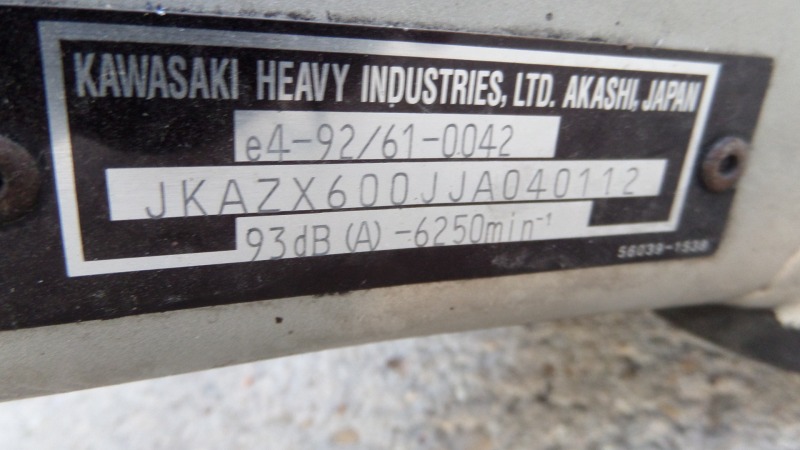 KAWASAKI HEAVY INDUSTRIES, LTD. AKASHI, JAPAN
e4-92/61-0042
JKAZX600JJA040112
93dB (A) -6250min⁻¹
56039-1538